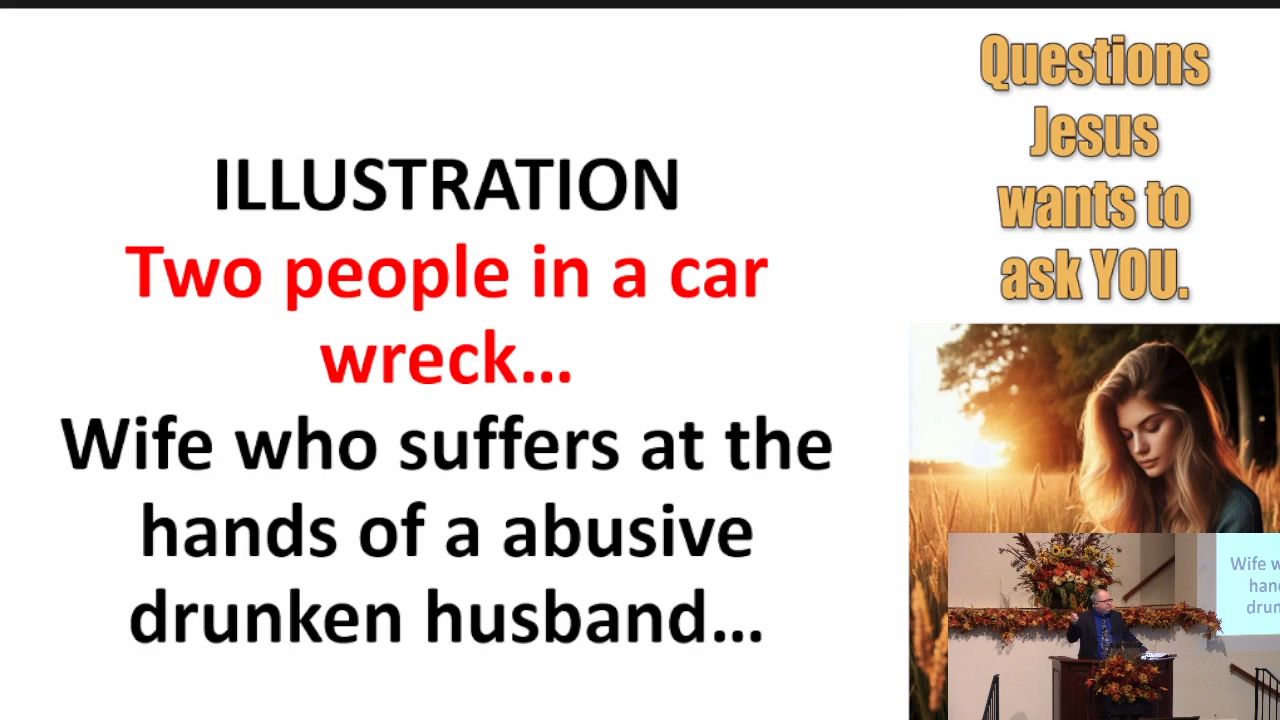 ILLUSTRATION
Two people in a car
wreck...
Wife who suffers at the
hands of a abusive
drunken husband...
Questions
Jesus
wants to
ask YOU.
Wife